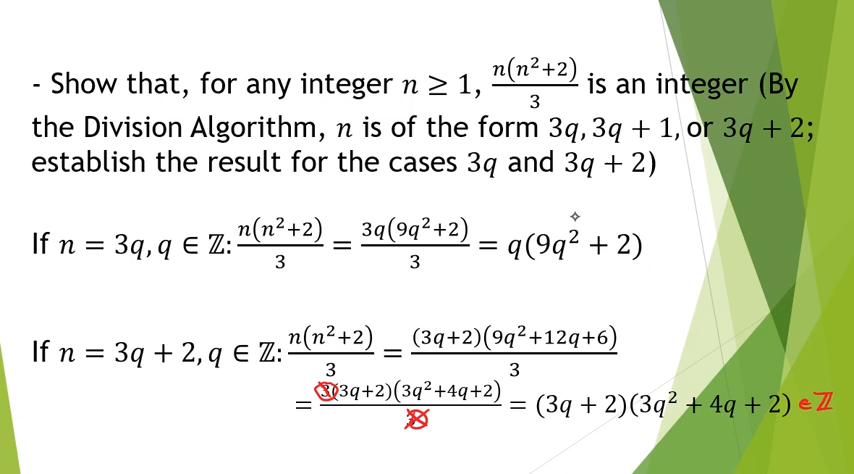 - Show that, for any integer n ≥ 1, n(n²+2)/3 is an integer (By
the Division Algorithm, n is of the form 3q, 3q + 1, or 3q + 2;
establish the result for the cases 3q and 3q + 2)
If n = 3q, q ∈ ℤ: n(n²+2)/3 = 3q(9q²+2)/3 = q(9q² + 2)
If n = 3q + 2, q ∈ ℤ: n(n²+2)/3 = (3q+2)(9q²+12q+6)/3
= 3(3q+2)(3q²+4q+2)/3 = (3q + 2)(3q² + 4q + 2) ∈ ℤ